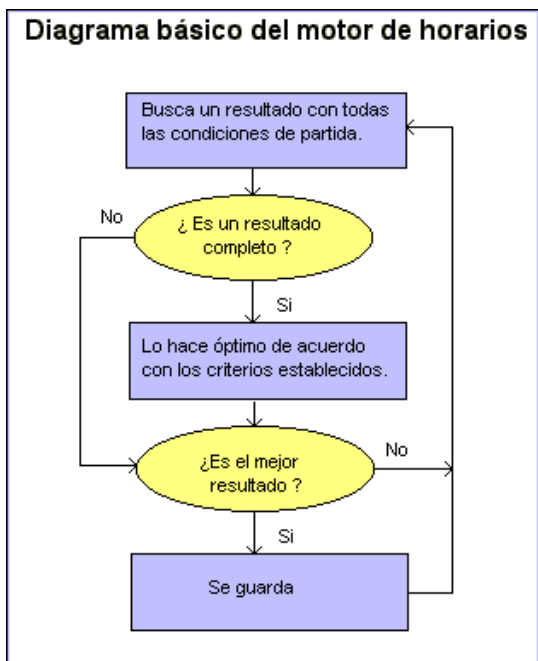 Diagrama básico del motor de horarios
Busca un resultado con todas
las condiciones de partida.
No
¿ Es un resultado
completo ?
Si
Lo hace óptimo de acuerdo
con los criterios establecidos.
¿Es el mejor
resultado ?
No
Si
Se guarda